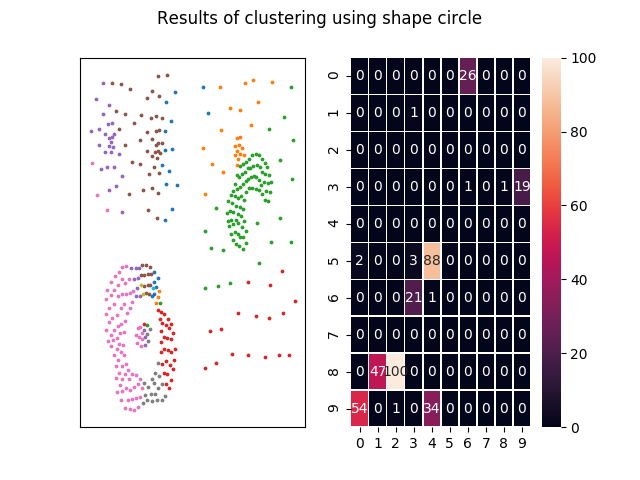 Results of clustering using shape circle
0 0 0 0 0 0 0 26 0 0 0 100
1 0 0 0 1 0 0 0 0 0 0
2 0 0 0 0 0 0 0 0 0 0 80
3 0 0 0 0 0 0 1 0 1 19 60
4 0 0 0 0 0 0 0 0 0 0
5 2 0 0 3 88 0 0 0 0 0 40
6 0 0 0 21 1 0 0 0 0 0
7 0 0 0 0 0 0 0 0 0 0 20
8 0 47 100 0 0 0 0 0 0 0
9 54 0 1 0 34 0 0 0 0 0 0
0 1 2 3 4 5 6 7 8 9